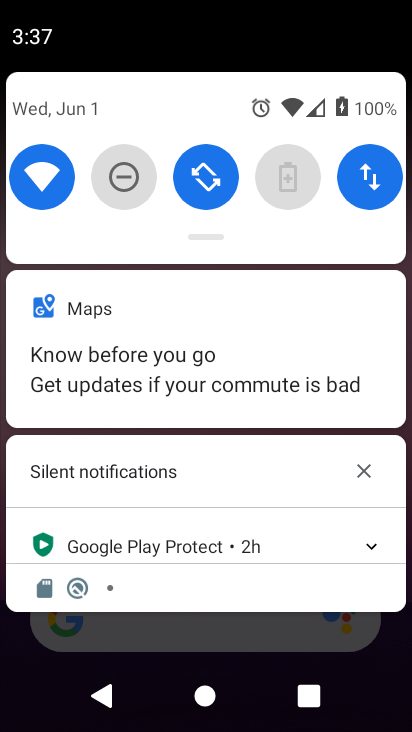 3:37
Wed, Jun 1
100%
Maps
Know before you go
Get updates if your commute is bad
Silent notifications
Google Play Protect • 2h